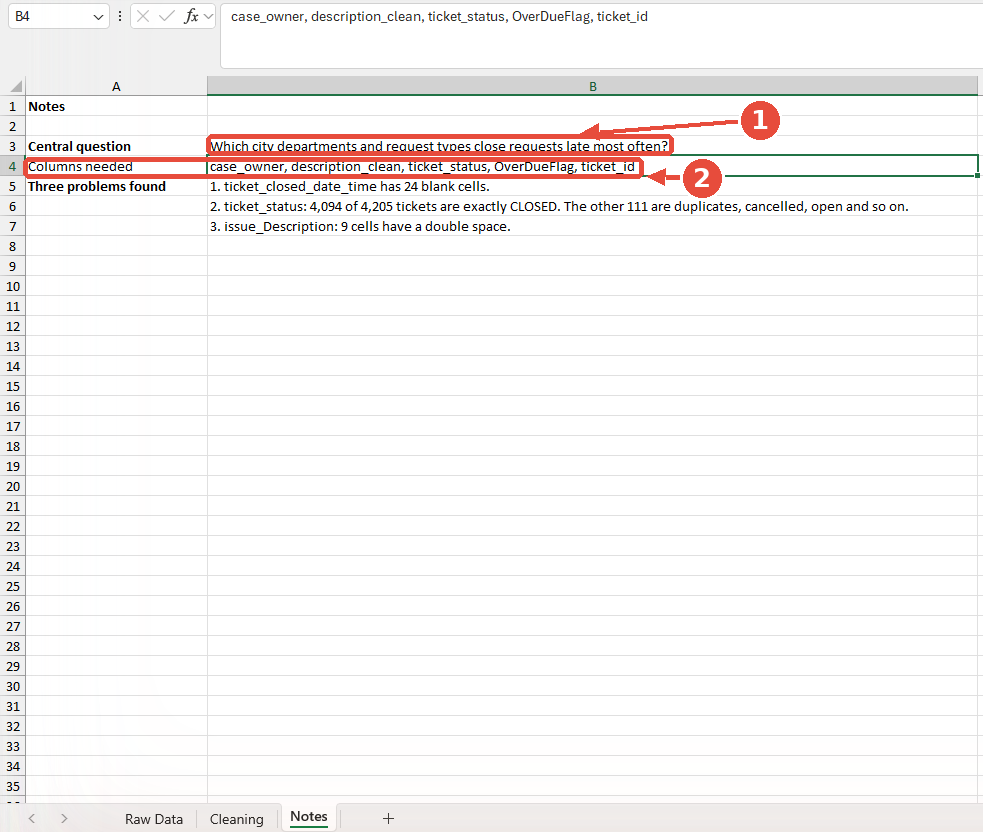 B4
fx
case_owner, description_clean, ticket_status, OverDueFlag, ticket_id
A B
1 Notes
2
3 Central question Which city departments and request types close requests late most often?
1
4 Columns needed case_owner, description_clean, ticket_status, OverDueFlag, ticket_id
2
5 Three problems found 1. ticket_closed_date_time has 24 blank cells.
6 2. ticket_status: 4,094 of 4,205 tickets are exactly CLOSED. The other 111 are duplicates, cancelled, open and so on.
7 3. issue_Description: 9 cells have a double space.
8
9
10
11
12
13
14
15
16
17
18
19
20
21
22
23
24
25
26
27
28
29
30
31
32
33
34
35
Raw Data Cleaning Notes +